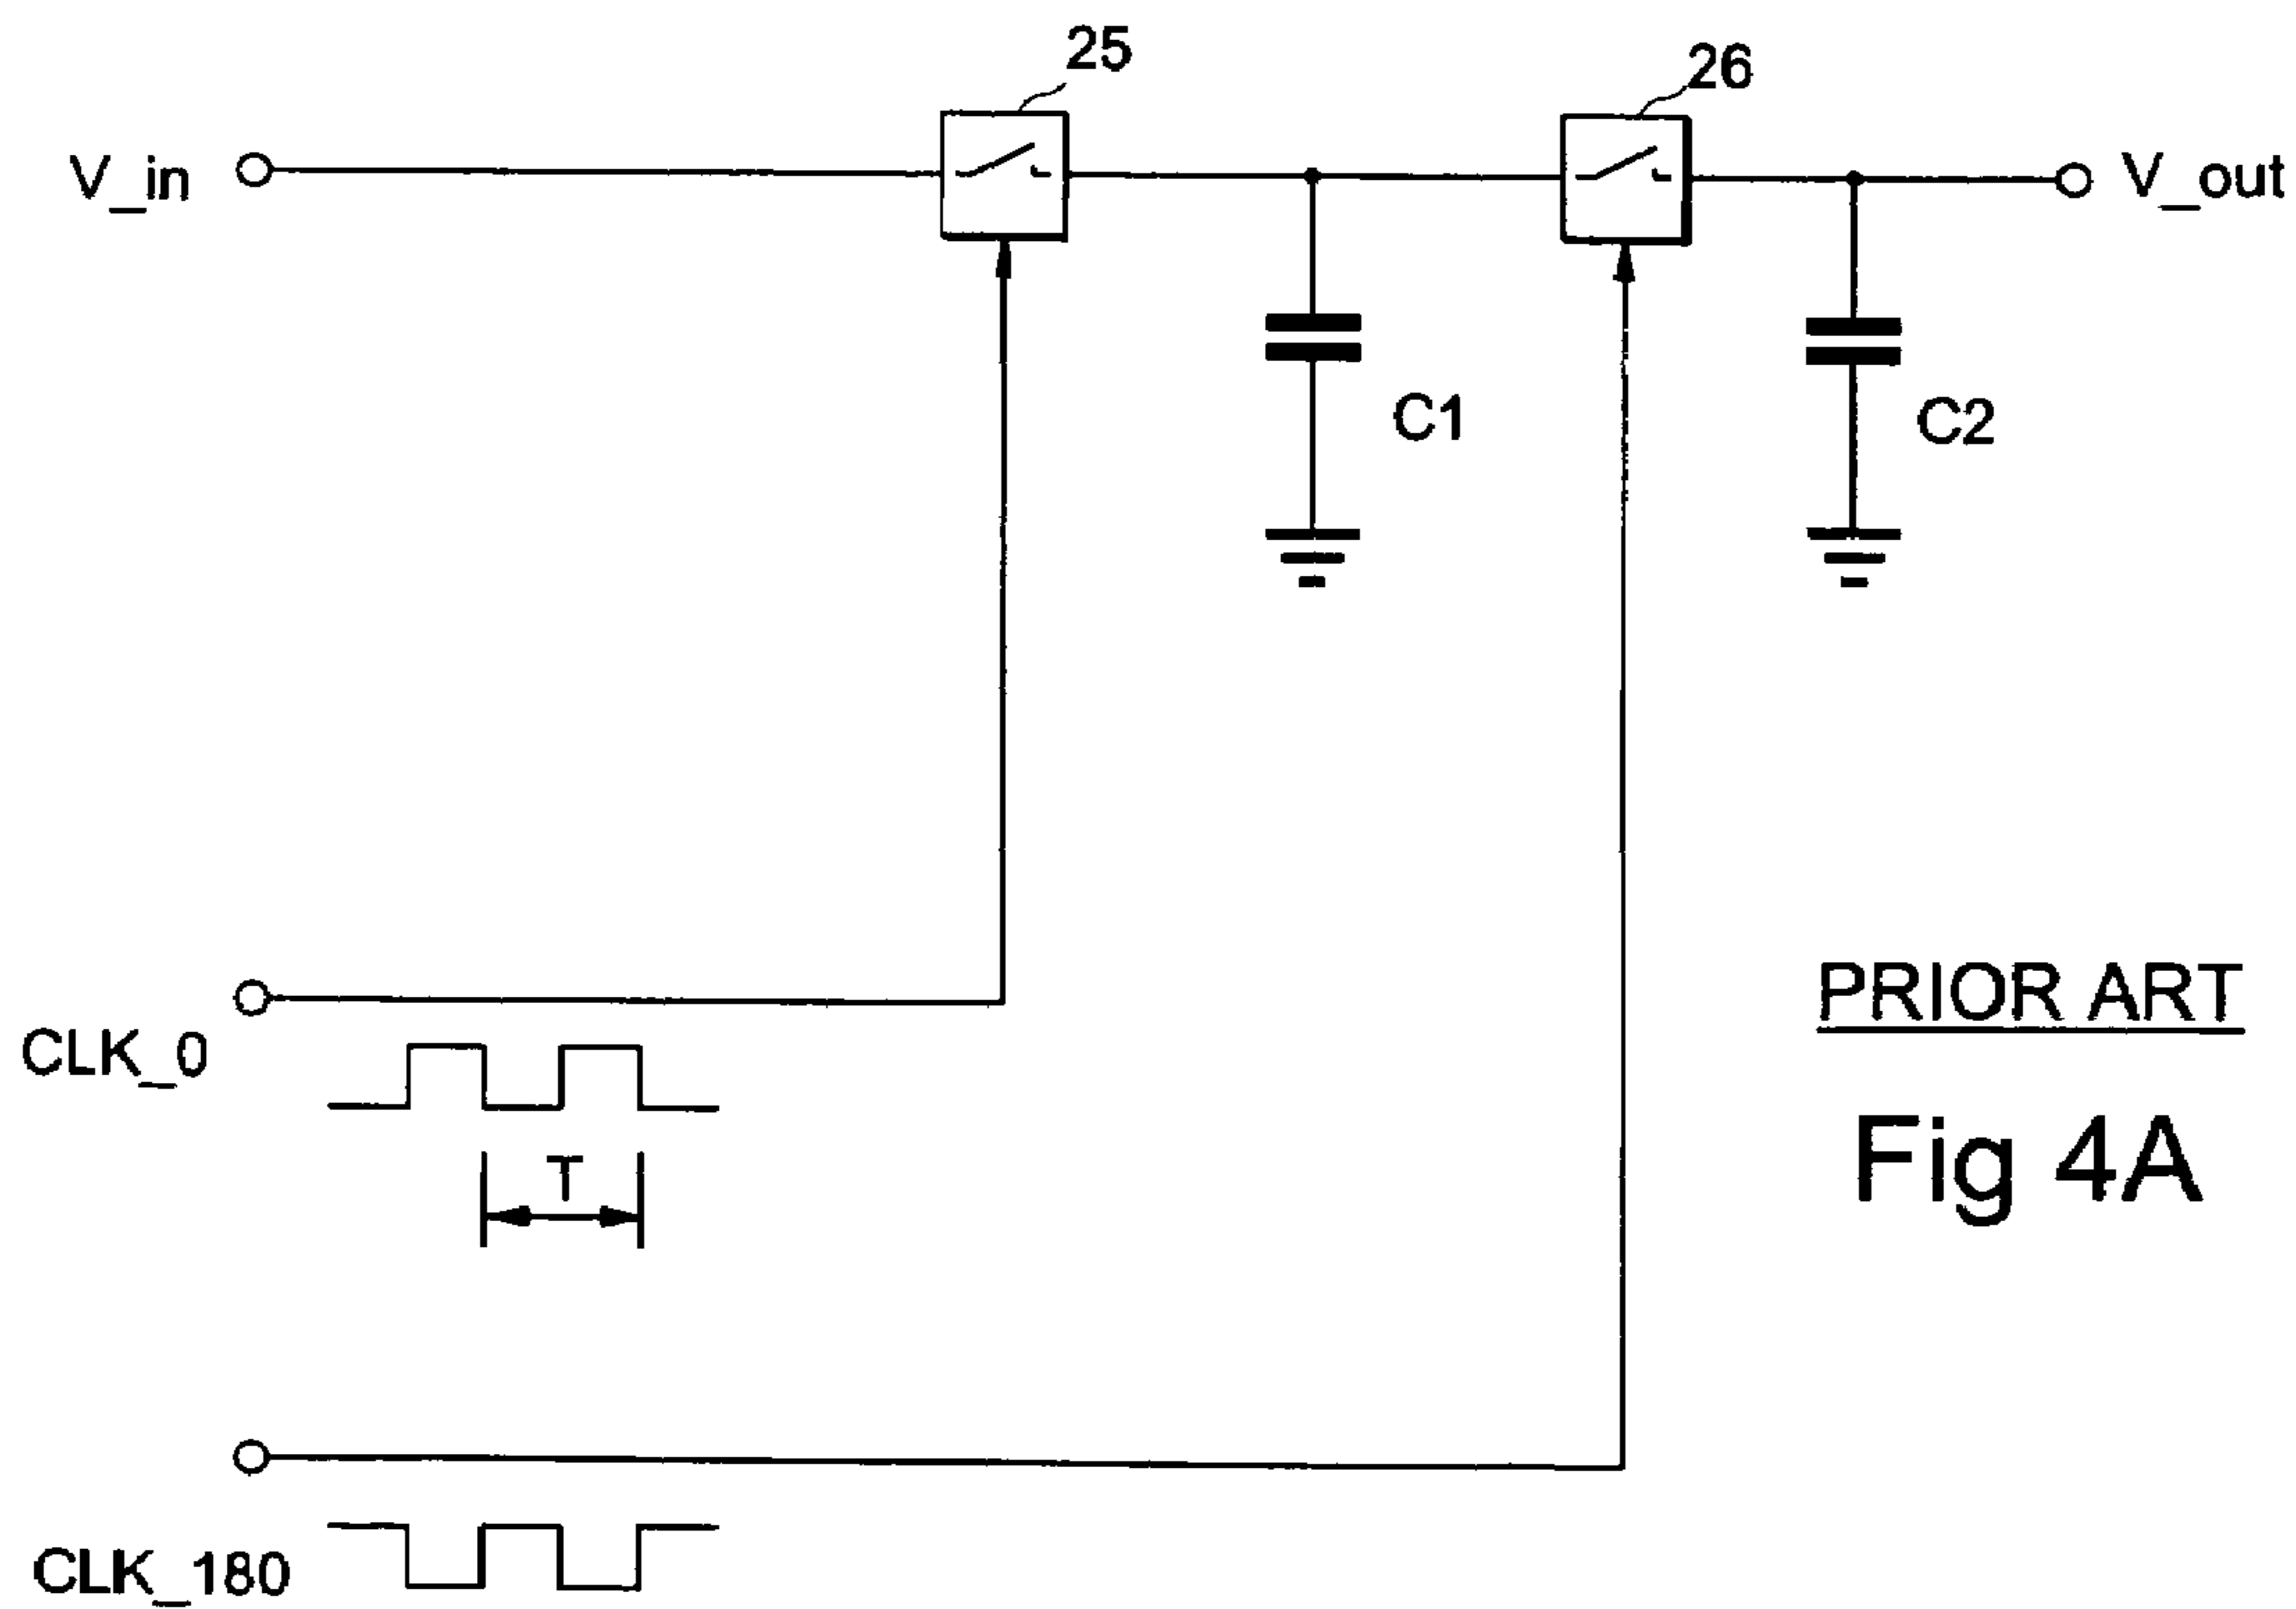 25
26
V_in
V_out
C1
C2
CLK_0
T
PRIOR ART
Fig 4A
CLK_180